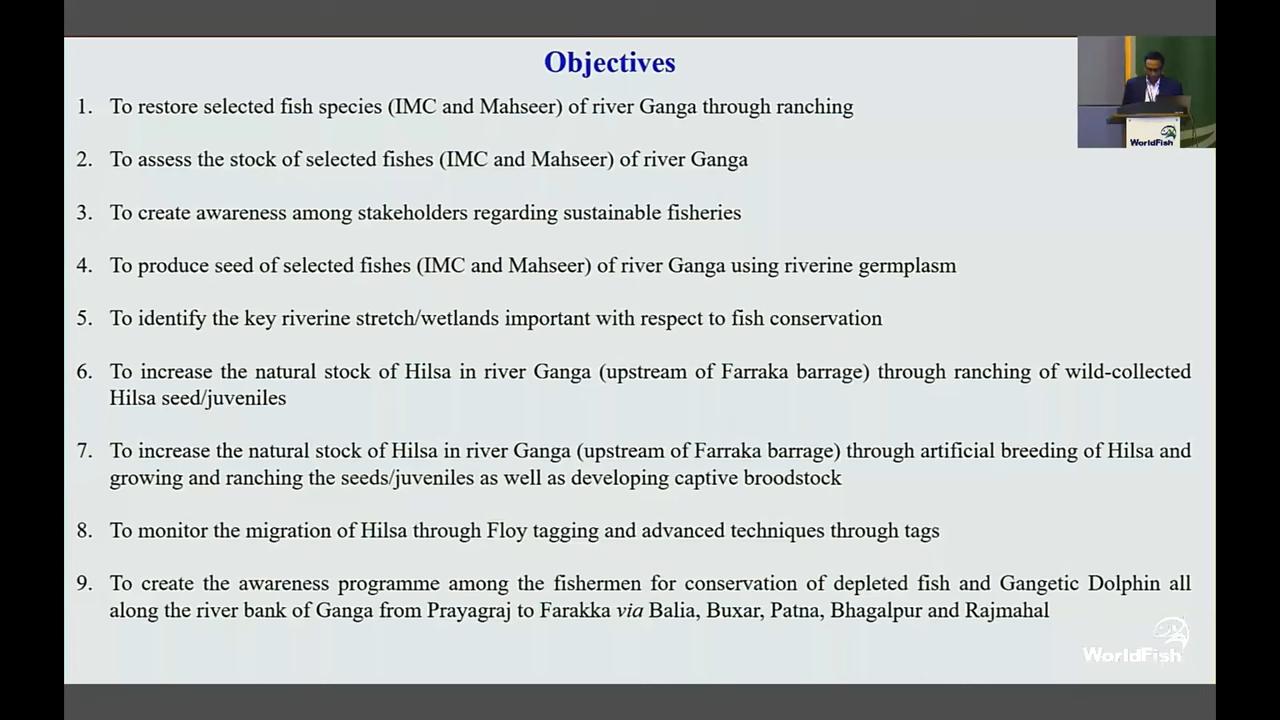 Objectives
1. To restore selected fish species (IMC and Mahseer) of river Ganga through ranching
2. To assess the stock of selected fishes (IMC and Mahseer) of river Ganga
3. To create awareness among stakeholders regarding sustainable fisheries
4. To produce seed of selected fishes (IMC and Mahseer) of river Ganga using riverine germplasm
5. To identify the key riverine stretch/wetlands important with respect to fish conservation
6. To increase the natural stock of Hilsa in river Ganga (upstream of Farraka barrage) through ranching of wild-collected
Hilsa seed/juveniles
7. To increase the natural stock of Hilsa in river Ganga (upstream of Farraka barrage) through artificial breeding of Hilsa and
growing and ranching the seeds/juveniles as well as developing captive broodstock
8. To monitor the migration of Hilsa through Floy tagging and advanced techniques through tags
9. To create the awareness programme among the fishermen for conservation of depleted fish and Gangetic Dolphin all
along the river bank of Ganga from Prayagraj to Farakka via Balia, Buxar, Patna, Bhagalpur and Rajmahal
WorldFish
WorldFish